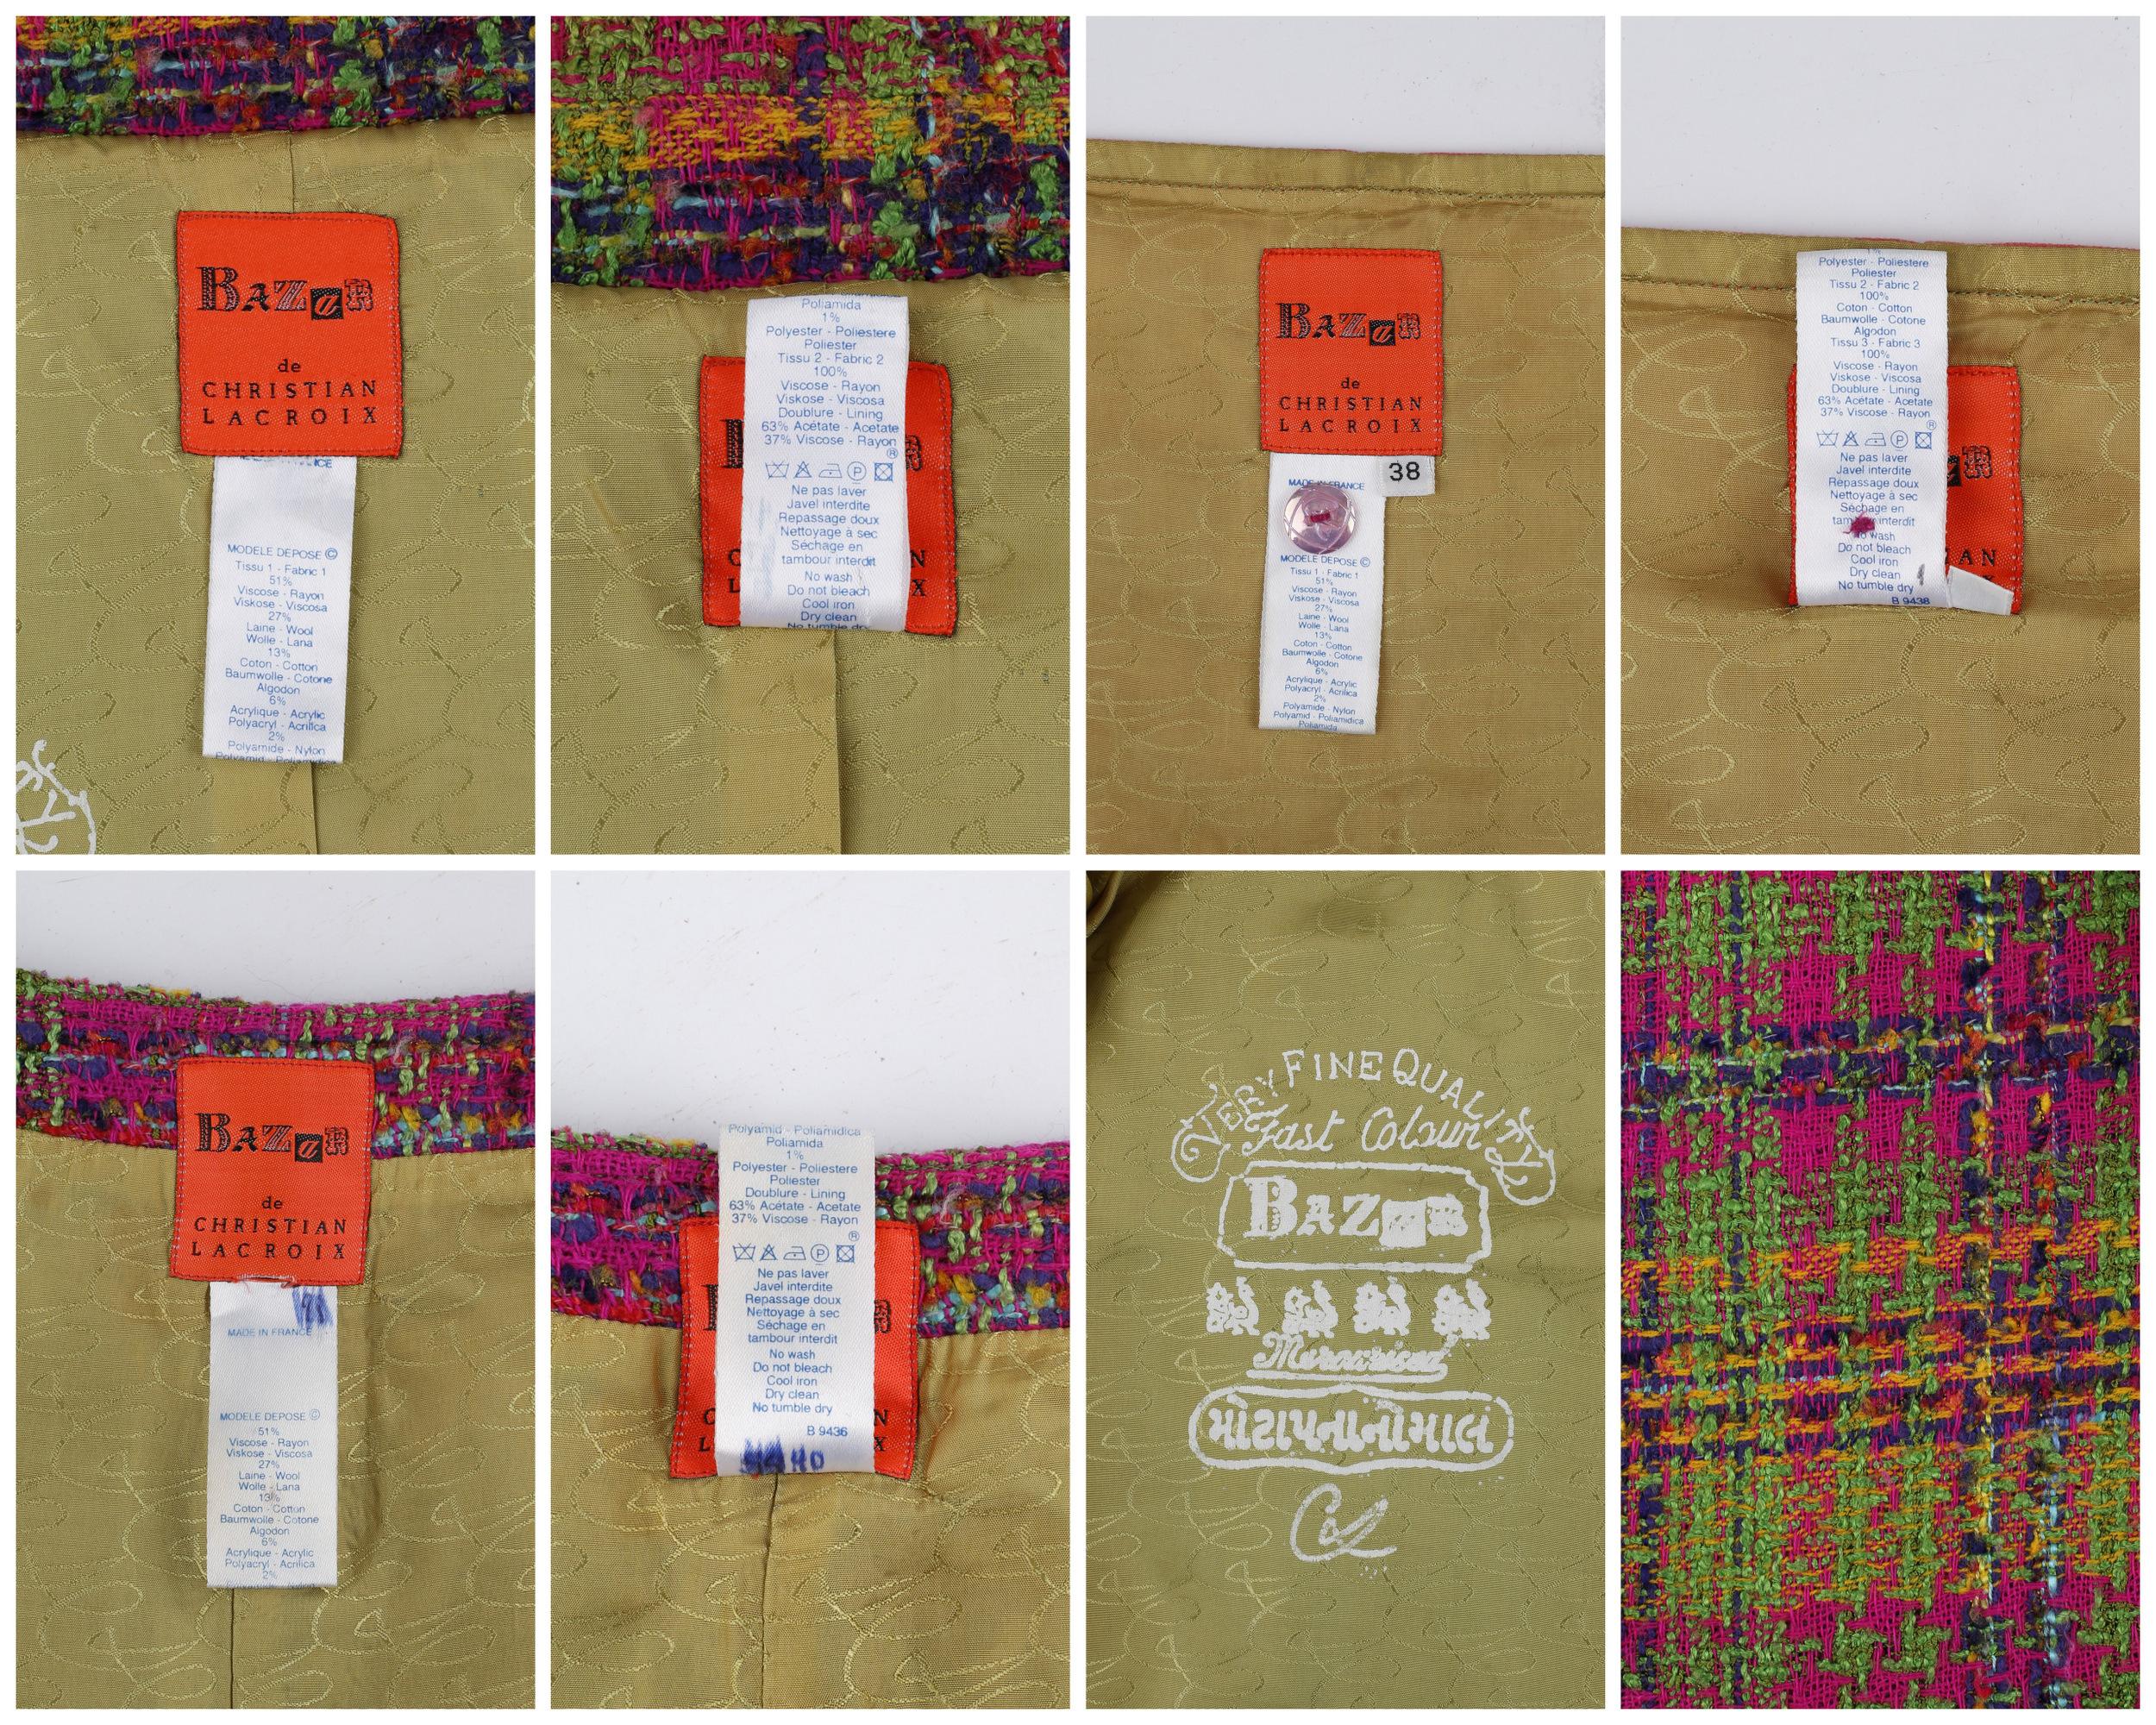 BAZAR
de
CHRISTIAN
LACROIX
MODELE DEPOSE ©
Tissu 1 - Fabric 1
51%
Viscose - Rayon
Viskose - Viscosa
27%
Laine - Wool
Wolle - Lana
13%
Coton - Cotton
Baumwolle - Cotone
Algodon
6%
Acrylique - Acrylic
Polyacryl - Acrilica
2%
Polyamide - Nylon
Polyamid - Poliamidica
Poliamida
1%
Polyester - Poliestere
Poliester
Tissu 2 - Fabric 2
100%
Viscose - Rayon
Viskose - Viscosa
Doublure - Lining
63% Acétate - Acetate
37% Viscose - Rayon
®
P
Ne pas laver
Javel interdite
Repassage doux
Nettoyage à sec
Séchage en
tambour interdit
No wash
Do not bleach
Cool iron
Dry clean
No tumble dry
BAZAR
de
CHRISTIAN
LACROIX
38
MADE IN FRANCE
MODELE DEPOSE ©
Tissu 1 - Fabric 1
51%
Viscose - Rayon
Viskose - Viscosa
27%
Laine - Wool
Wolle - Lana
13%
Coton - Cotton
Baumwolle - Cotone
Algodon
6%
Acrylique - Acrylic
Polyacryl - Acrilica
2%
Polyamide - Nylon
Polyamid - Poliamidica
Poliamida
Polyester - Poliestere
Poliester
Tissu 2 - Fabric 2
100%
Coton - Cotton
Baumwolle - Cotone
Algodon
Tissu 3 - Fabric 3
100%
Viscose - Rayon
Viskose - Viscosa
Doublure - Lining
63% Acétate - Acetate
37% Viscose - Rayon
®
P
Ne pas laver
Javel interdite
Repassage doux
Nettoyage à sec
Séchage en
tambour interdit
No wash
Do not bleach
Cool iron
Dry clean
No tumble dry
B 9438
BAZAR
de
CHRISTIAN
LACROIX
MADE IN FRANCE
MODELE DEPOSE ©
51%
Viscose - Rayon
Viskose - Viscosa
27%
Laine - Wool
Wolle - Lana
13%
Coton - Cotton
Baumwolle - Cotone
Algodon
6%
Acrylique - Acrylic
Polyacryl - Acrilica
2%
Polyamid - Poliamidica
Poliamida
1%
Polyester - Poliestere
Poliester
Doublure - Lining
63% Acétate - Acetate
37% Viscose - Rayon
®
P
Ne pas laver
Javel interdite
Repassage doux
Nettoyage à sec
Séchage en
tambour interdit
No wash
Do not bleach
Cool iron
Dry clean
No tumble dry
B 9436
40
VERY FINE QUALITY
Fast Colour
BAZAR
મોટાપનાનોમાલ